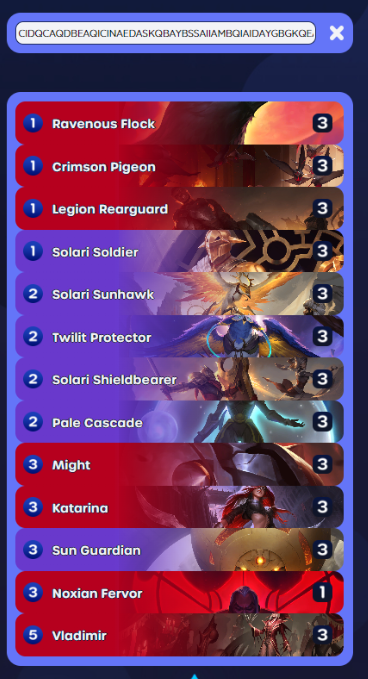 CIDQCAQDBEAQICINAEDASKQBAYBSSAIIAMBQIAIDAYGBGKQE
1 Ravenous Flock 3
1 Crimson Pigeon 3
1 Legion Rearguard 3
1 Solari Soldier 3
2 Solari Sunhawk 3
2 Twilit Protector 3
2 Solari Shieldbearer 3
2 Pale Cascade 3
3 Might 3
3 Katarina 3
3 Sun Guardian 3
3 Noxian Fervor 1
5 Vladimir 3